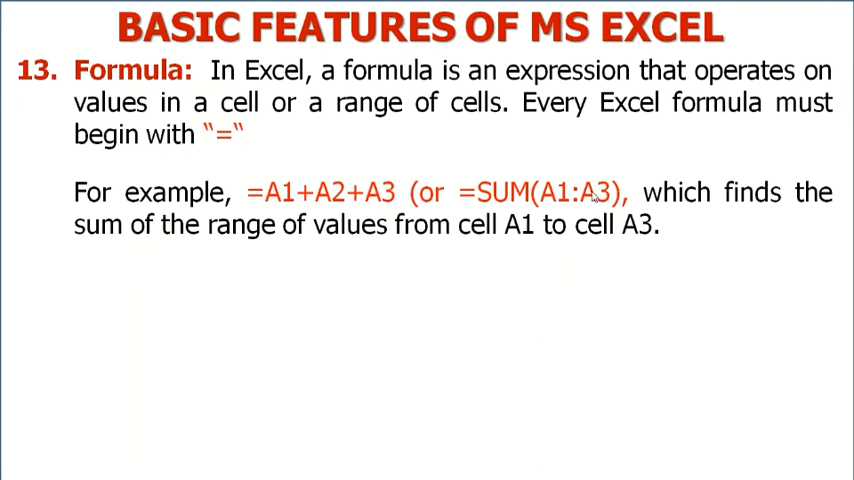 BASIC FEATURES OF MS EXCEL
13. Formula: In Excel, a formula is an expression that operates on
values in a cell or a range of cells. Every Excel formula must
begin with “=“
For example, =A1+A2+A3 (or =SUM(A1:A3), which finds the
sum of the range of values from cell A1 to cell A3.